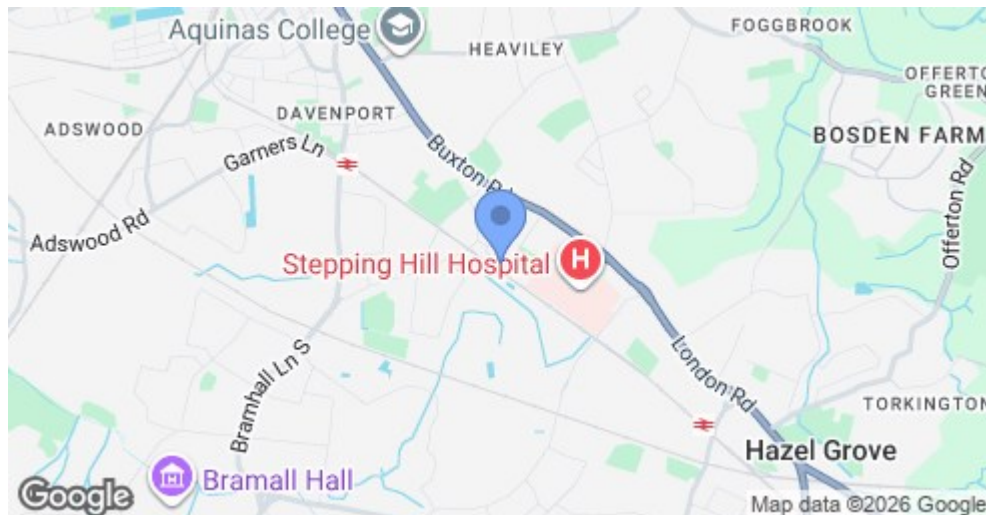 Aquinas College
HEAVILEY
FOGGBROOK
OFFERTO
GREEN
ADSWOOD
DAVENPORT
BOSDEN FARM
Garners Ln
Buxton Rd
Adswood Rd
Offerton Rd
Stepping Hill Hospital
H
Bramhall Ln S
London Rd
TORKINGTON
Hazel Grove
Bramall Hall
Google
Map data ©2026 Google